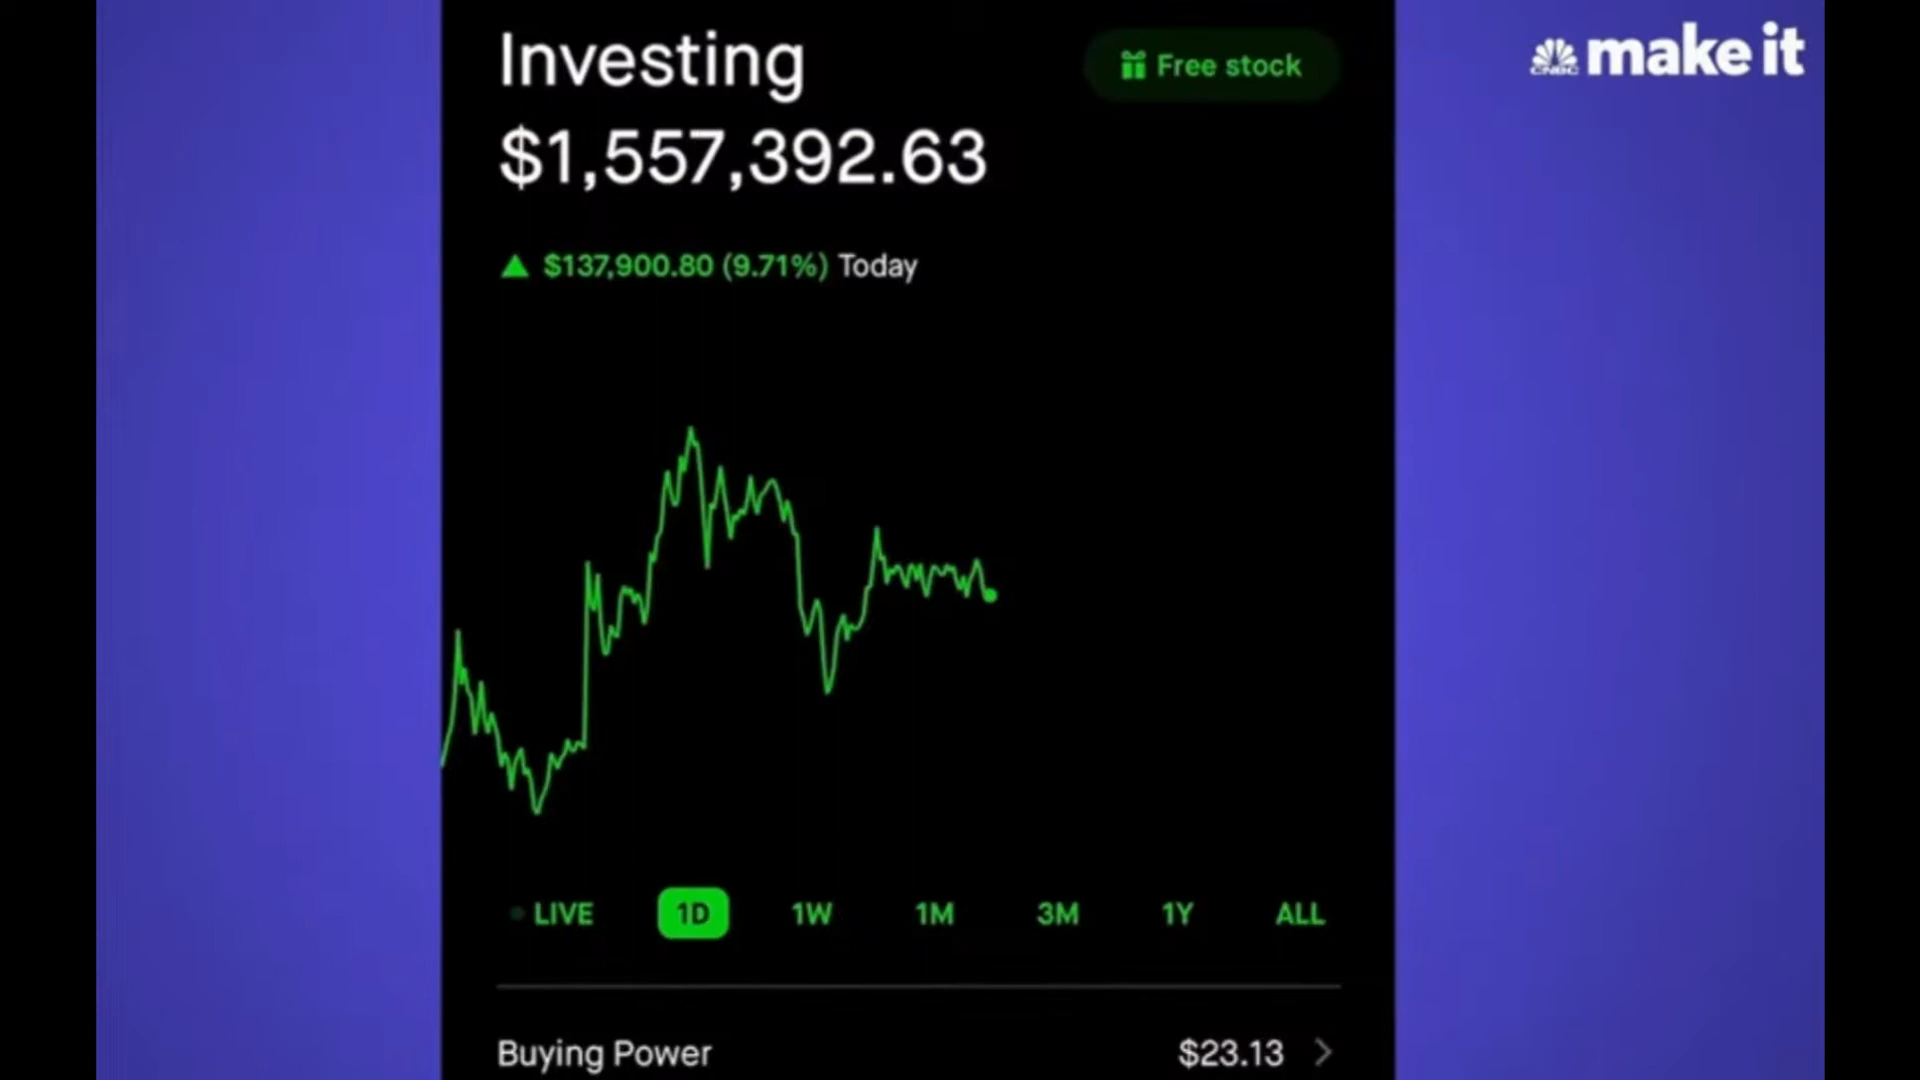 Investing
Free stock
CNBC make it
$1,557,392.63
$137,900.80 (9.71%) Today
LIVE 1D 1W 1M 3M 1Y ALL
Buying Power $23.13